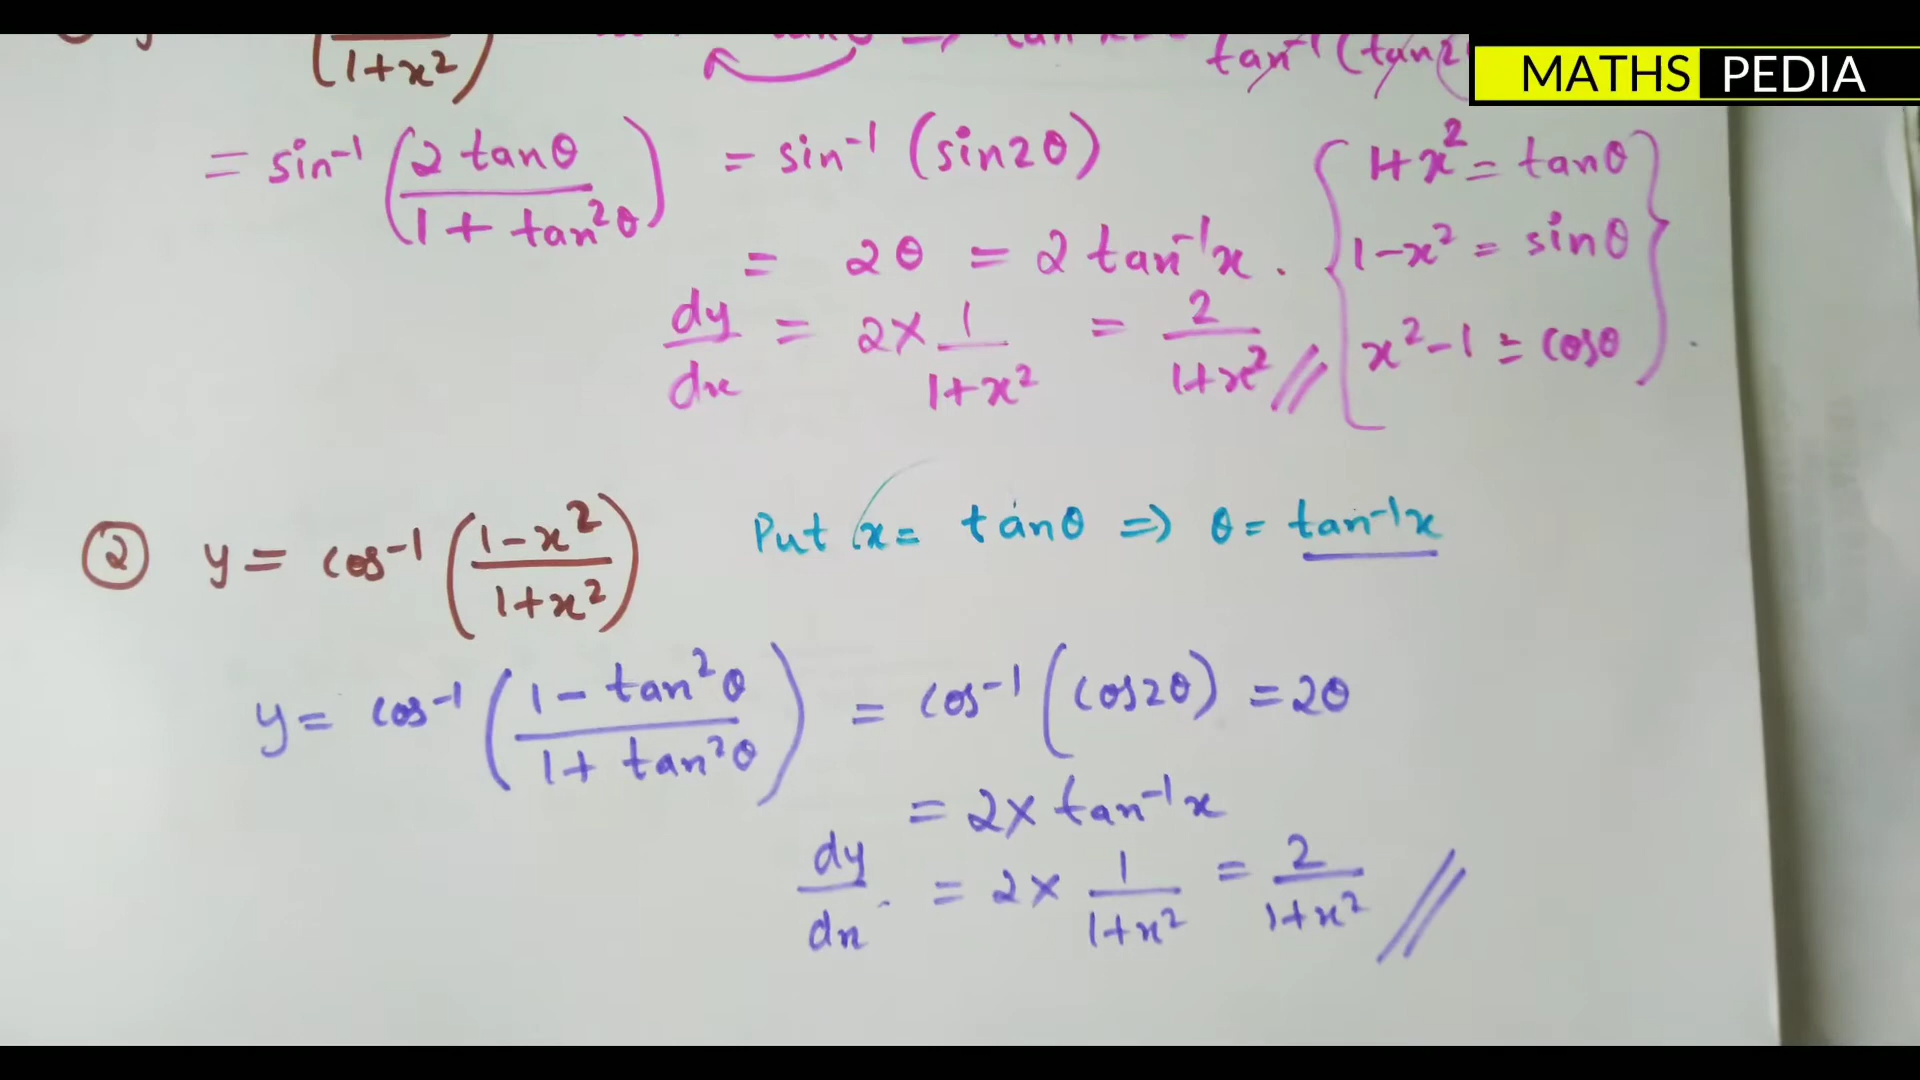 MATHS PEDIA
(1+x²)
tan⁻¹(tan2
= sin⁻¹ (2 tanθ / 1 + tan²θ) = sin⁻¹ (sin2θ)
= 2θ = 2 tan⁻¹x .
dy/dx = 2 × 1/1+x² = 2/1+x² //
{ 1+x² = tanθ
1-x² = sinθ
x²-1 = cosθ } .
② y = cos⁻¹ (1-x² / 1+x²) Put x = tanθ ⇒ θ = tan⁻¹x
y = cos⁻¹ (1 - tan²θ / 1 + tan²θ) = cos⁻¹ (cos2θ) = 2θ
= 2 × tan⁻¹x
dy/dx = 2 × 1/1+x² = 2/1+x² //